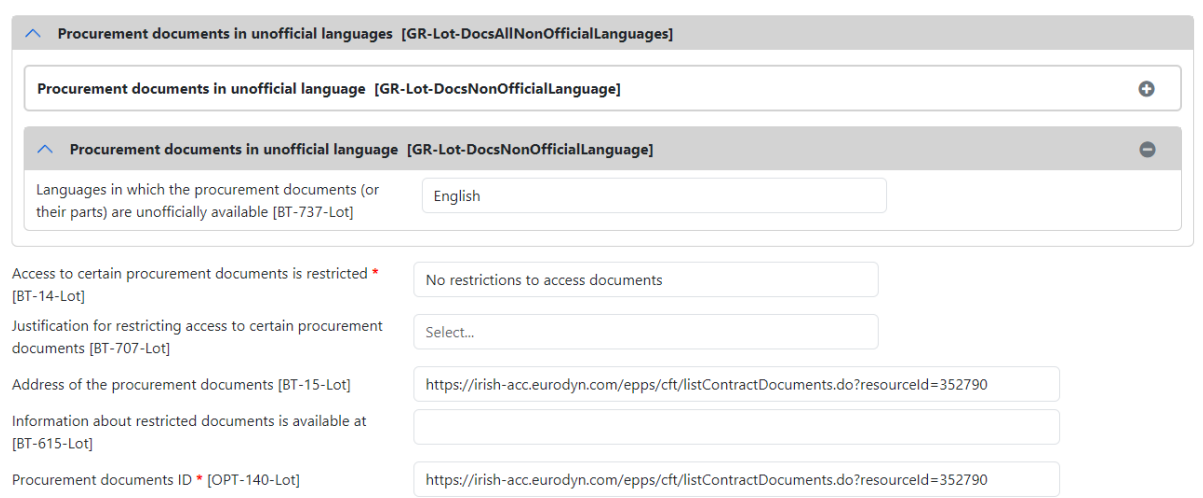 Procurement documents in unofficial languages [GR-Lot-DocsAllNonOfficialLanguages]
Procurement documents in unofficial language [GR-Lot-DocsNonOfficialLanguage]
Procurement documents in unofficial language [GR-Lot-DocsNonOfficialLanguage]
Languages in which the procurement documents (or
their parts) are unofficially available [BT-737-Lot]
English
Access to certain procurement documents is restricted *
[BT-14-Lot]
No restrictions to access documents
Justification for restricting access to certain procurement
documents [BT-707-Lot]
Select...
Address of the procurement documents [BT-15-Lot]
https://irish-acc.eurodyn.com/epps/cft/listContractDocuments.do?resourceId=352790
Information about restricted documents is available at
[BT-615-Lot]
Procurement documents ID * [OPT-140-Lot]
https://irish-acc.eurodyn.com/epps/cft/listContractDocuments.do?resourceId=352790